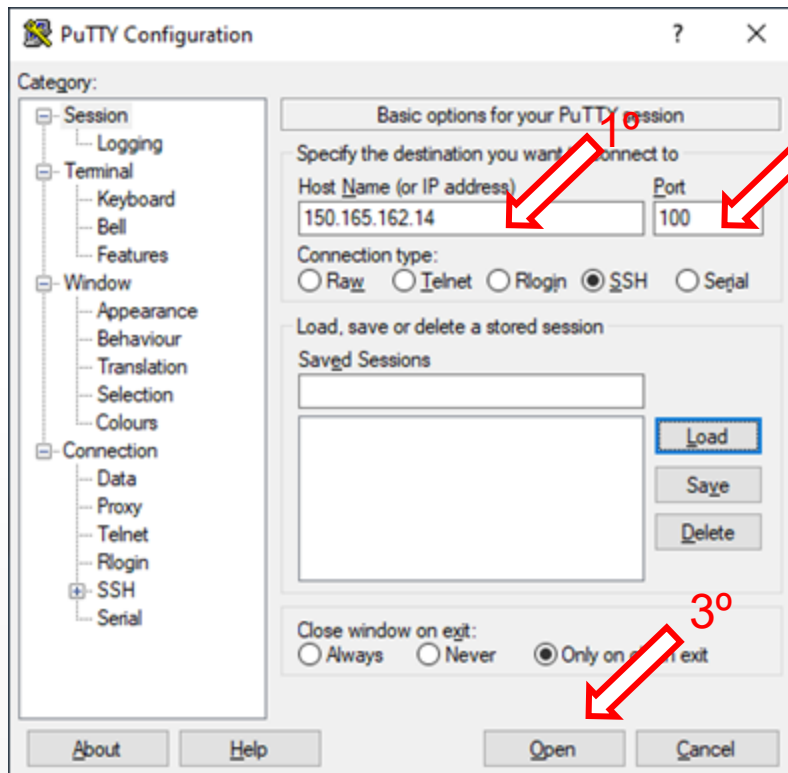 PuTTY Configuration
?
Category:
Session
Logging
Terminal
Keyboard
Bell
Features
Window
Appearance
Behaviour
Translation
Selection
Colours
Connection
Data
Proxy
Telnet
Rlogin
SSH
Serial
Basic options for your PuTTY session
1º
Specify the destination you want to connect to
Host Name (or IP address) Port
150.165.162.14 100
Connection type:
Raw Telnet Rlogin SSH Serial
Load, save or delete a stored session
Saved Sessions
Load
Save
Delete
3º
Close window on exit:
Always Never Only on exit
About Help Open Cancel